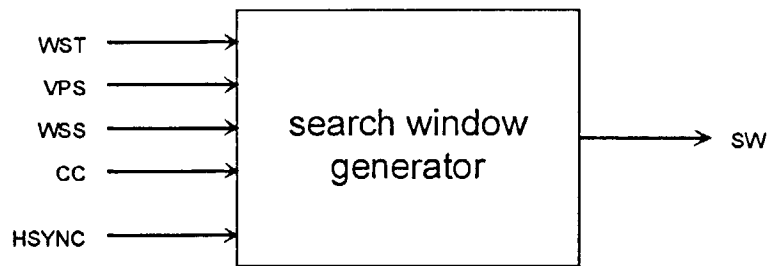 WST
VPS
WSS
CC
HSYNC
search window
generator
SW